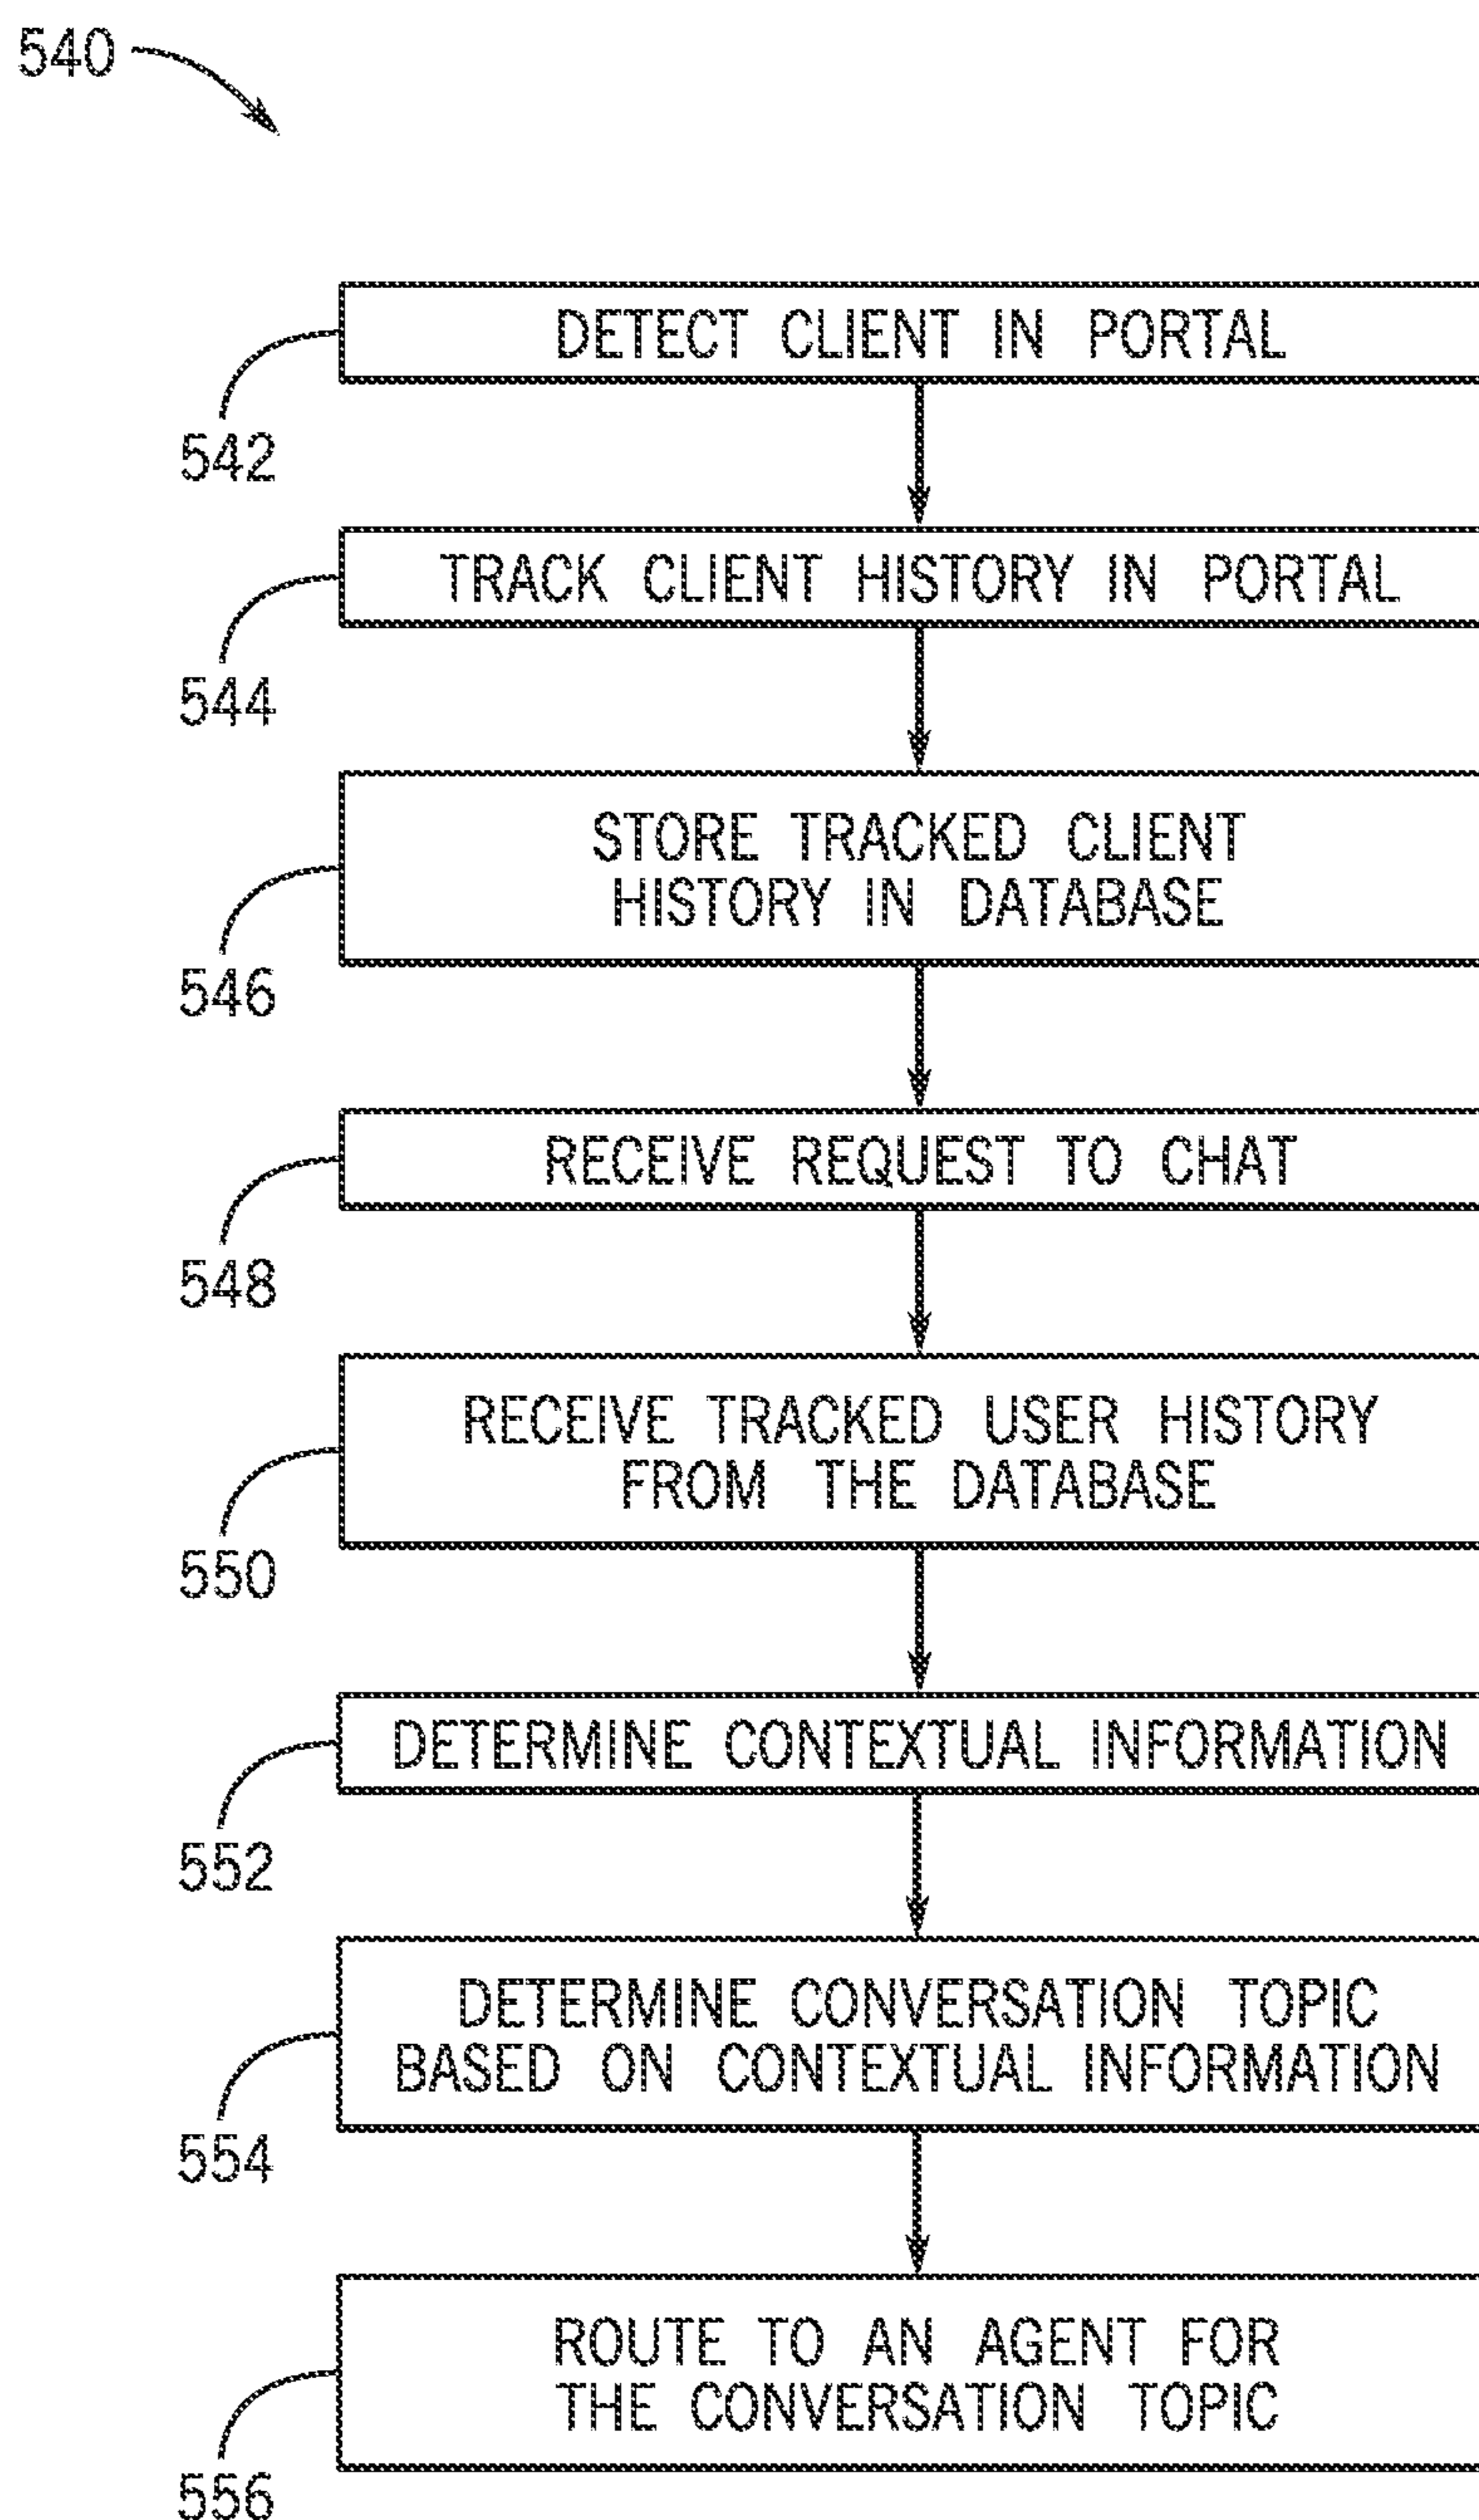 540
DETECT CLIENT IN PORTAL
542
TRACK CLIENT HISTORY IN PORTAL
544
STORE TRACKED CLIENT
HISTORY IN DATABASE
546
RECEIVE REQUEST TO CHAT
548
RECEIVE TRACKED USER HISTORY
FROM THE DATABASE
550
DETERMINE CONTEXTUAL INFORMATION
552
DETERMINE CONVERSATION TOPIC
BASED ON CONTEXTUAL INFORMATION
554
ROUTE TO AN AGENT FOR
THE CONVERSATION TOPIC
556